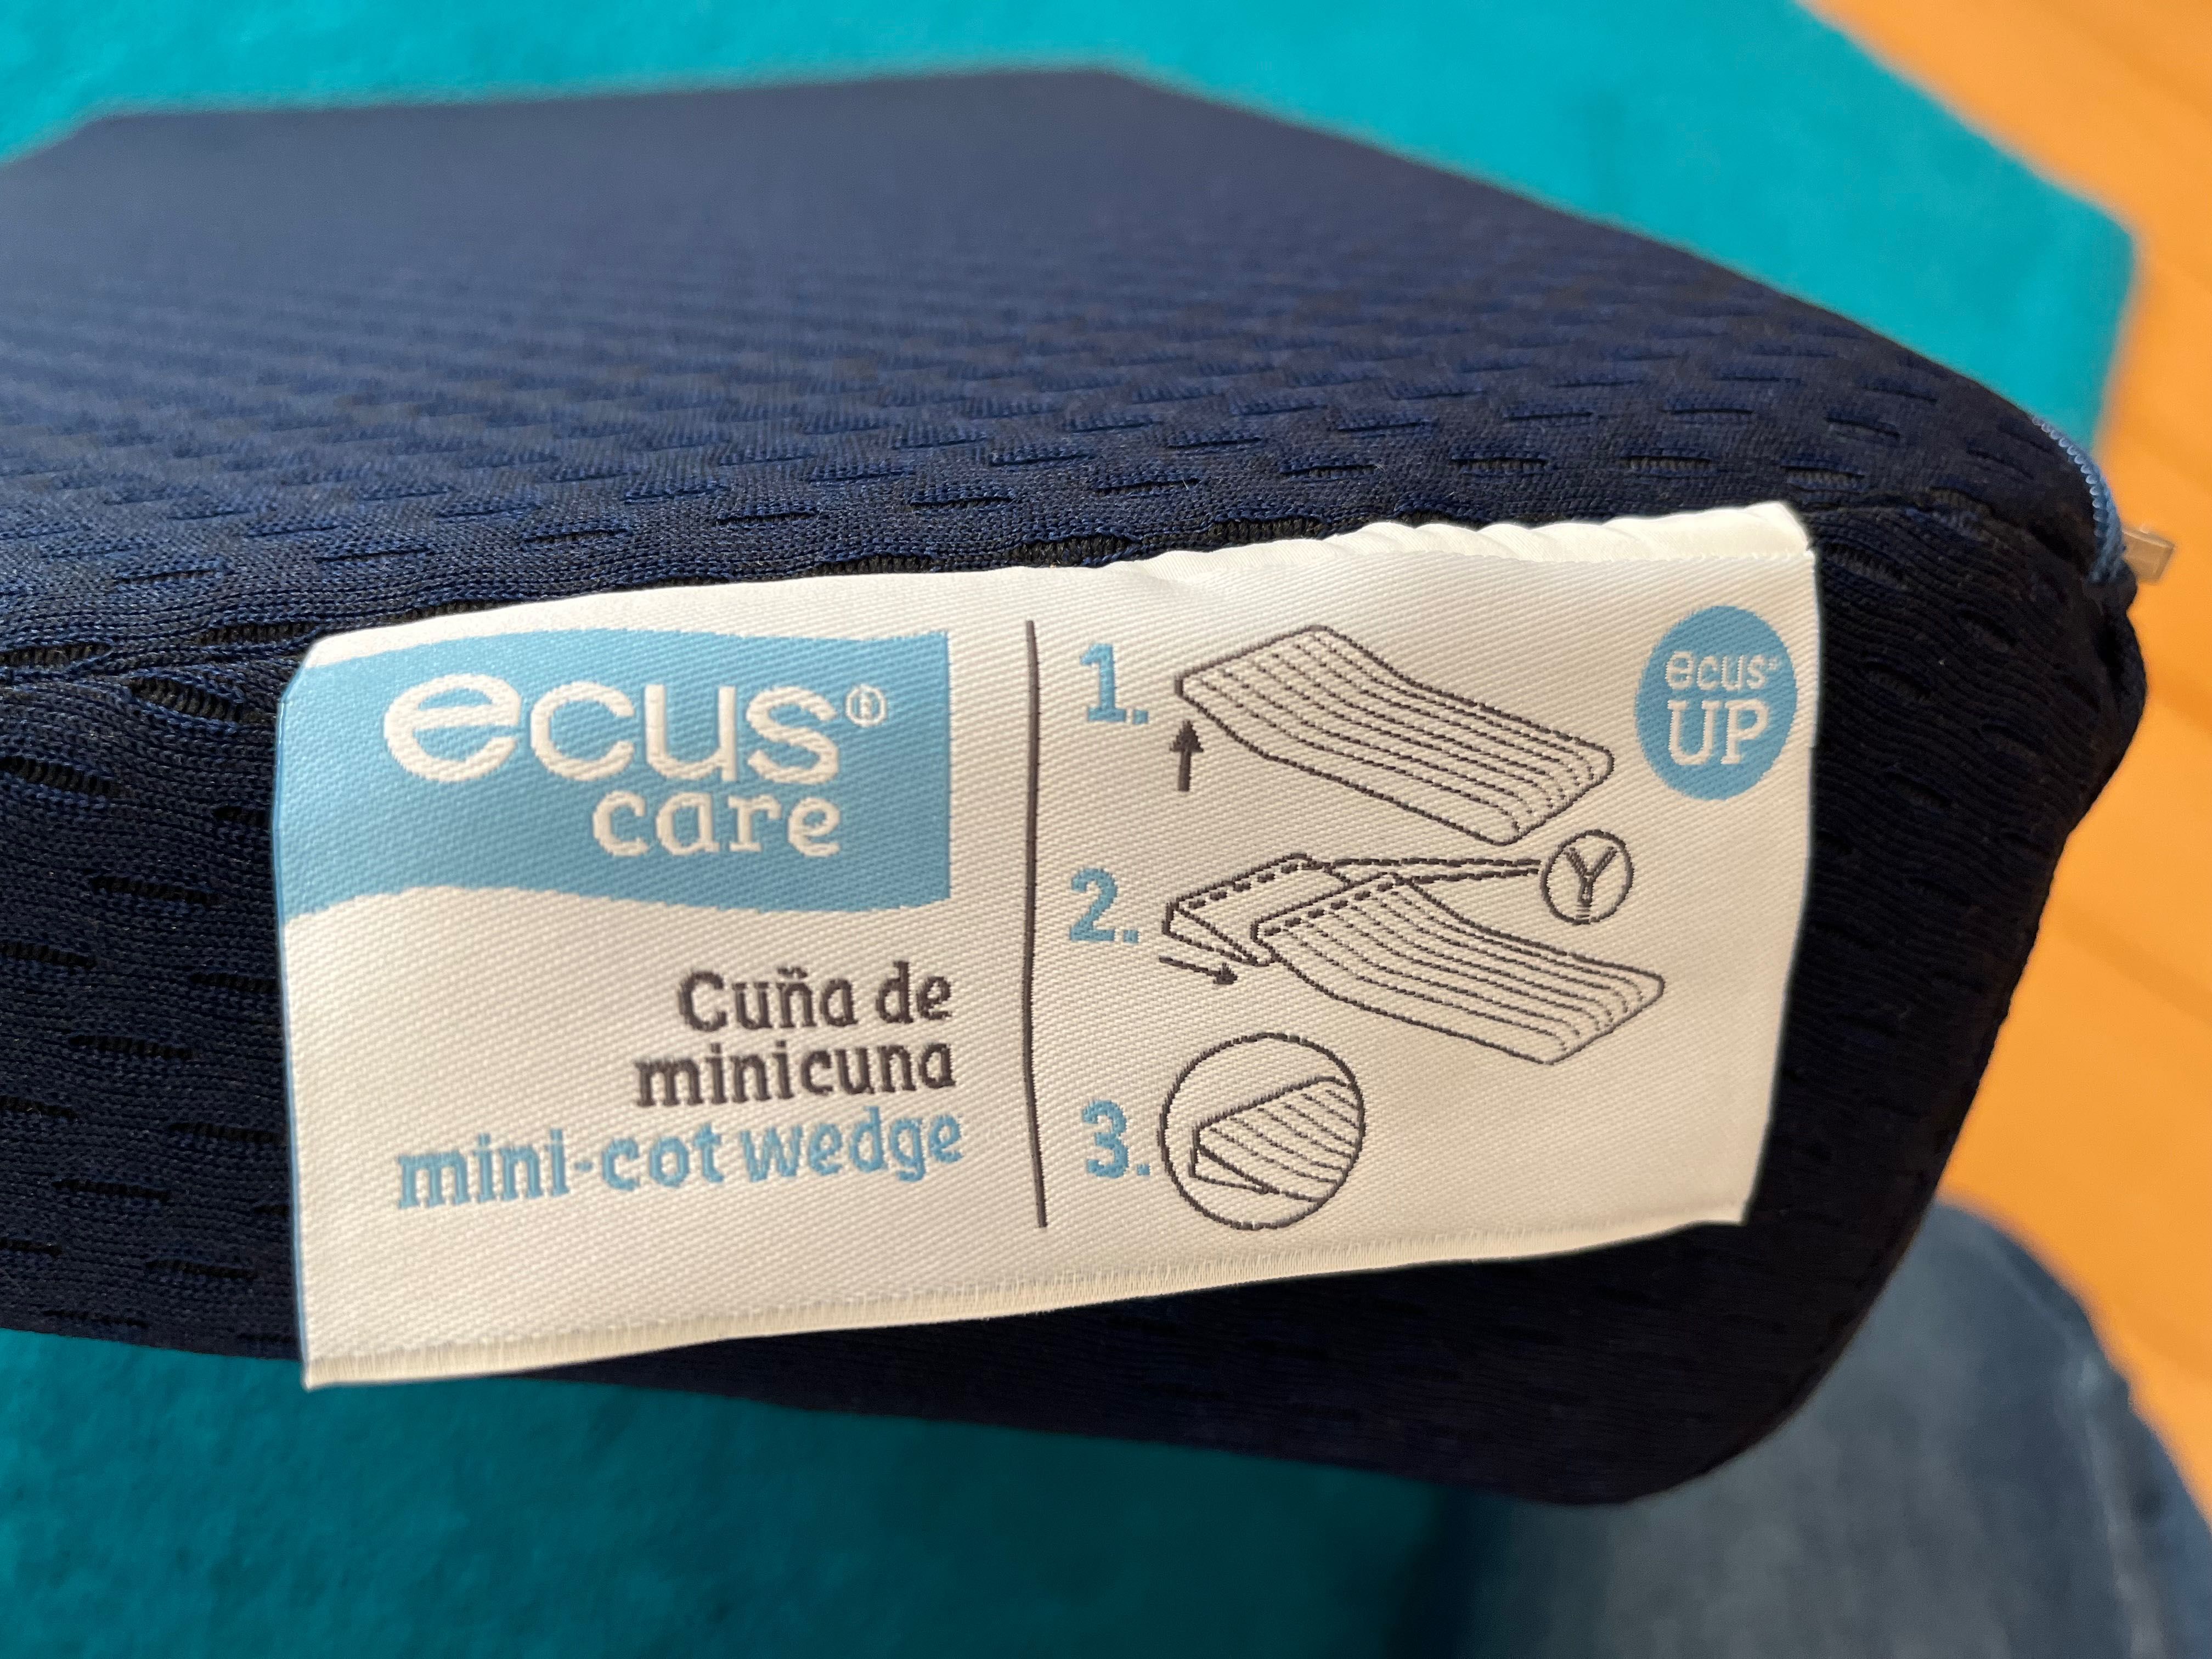 ecus®
care
Cuña de
minicuna
mini-cot wedge
1.
2.
Y
3.
ecus®
UP